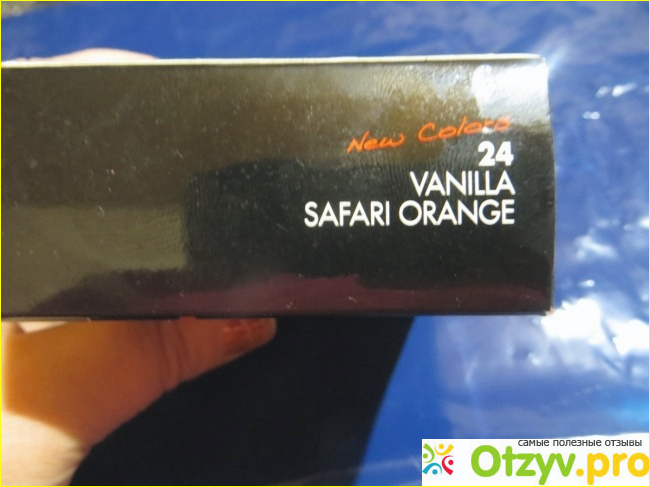 New Colors
24
VANILLA
SAFARI ORANGE
самые полезные отзывы
Otzyv.pro